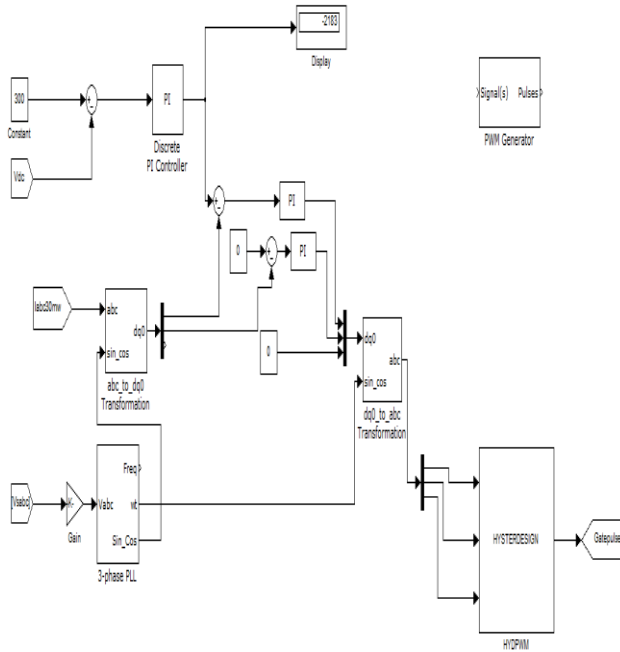 -2183
Display
300
Constant
PI
Discrete
PI Controller
Signal(s) Pulses
PWM Generator
Vdc
PI
0
PI
Iabc30mw
abc
dq0
sin_cos
abc_to_dq0
Transformation
0
dq0
abc
sin_cos
dq0_to_abc
Transformation
[Vsabc]
K-
Gain
Freq
Vabc
wt
Sin_Cos
3-phase PLL
HYSTERDESIGN
HYDPWM
Gatepulse